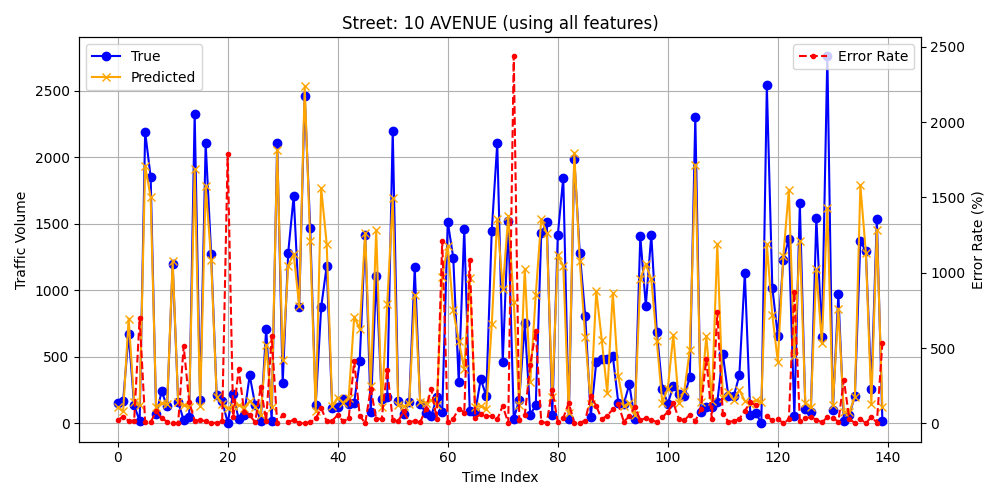 Street: 10 AVENUE (using all features)
True
Predicted
Error Rate
Traffic Volume
2500
2000
1500
1000
500
0
Error Rate (%)
2500
2000
1500
1000
500
0
0 20 40 60 80 100 120 140
Time Index